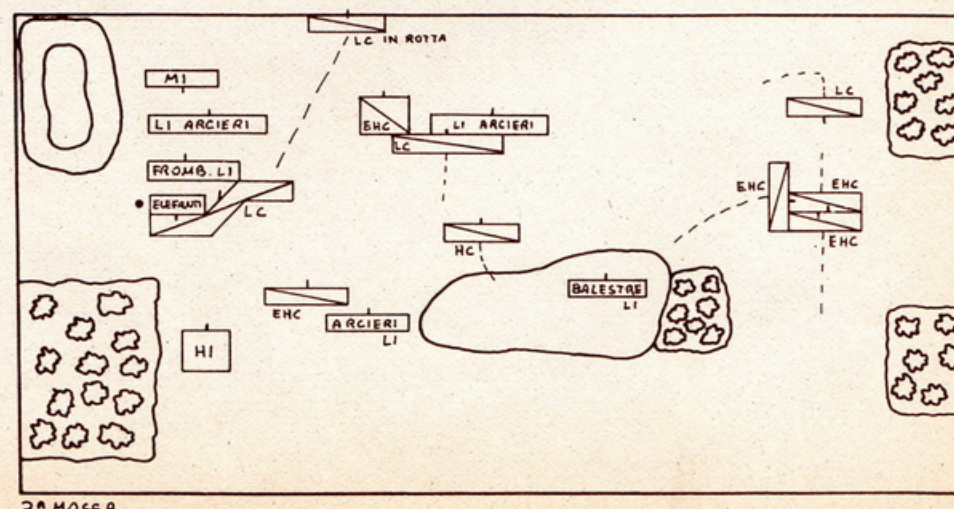 LC IN ROTTA
MI
LI ARCIERI
EHC
LI ARCIERI
LC
LC
FROMB. LI
ELEFANTI
LC
EHC
EHC
EHC
HC
BALESTRE
LI
EHC
ARCIERI
LI
HI
MOSSA